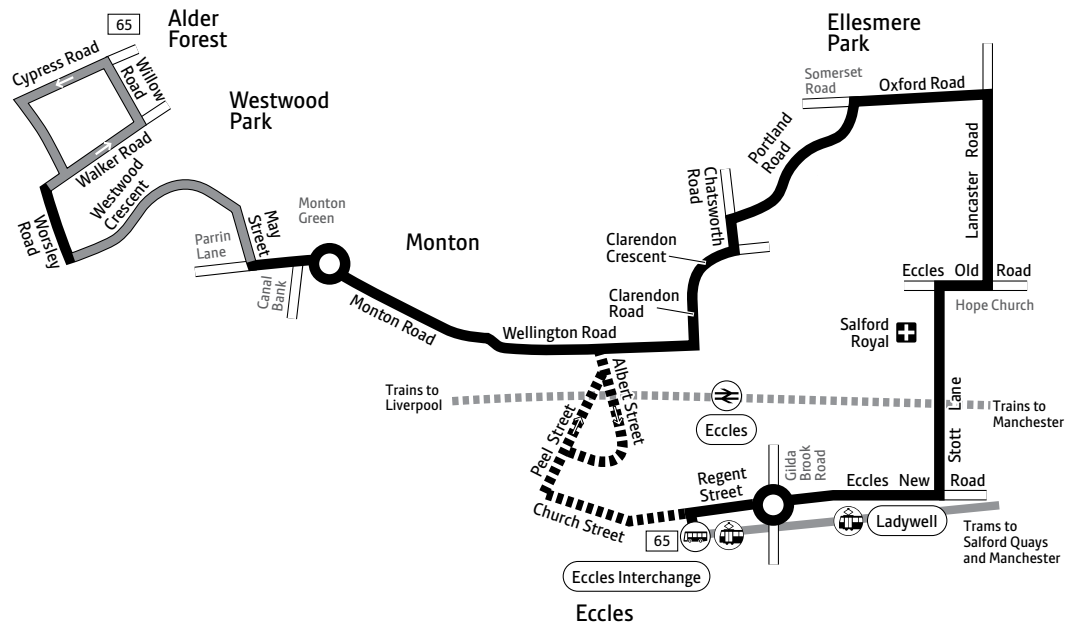 65
Alder
Forest
Cypress Road
Willow
Road
Walker Road
Westwood
Park
Westwood
Crescent
Worsley
Road
May
Street
Parrin
Lane
Canal
Bank
Monton
Green
Monton
Monton Road
Wellington Road
Clarendon
Road
Clarendon
Crescent
Chatsworth
Road
Portland
Road
Somerset
Road
Ellesmere
Park
Oxford Road
Lancaster Road
Eccles Old Road
Hope Church
Salford
Royal
Stott Lane
Trains to
Liverpool
Trains to
Manchester
Eccles
Albert Street
Peel Street
Church Street
Regent
Street
Gilda
Brook
Road
Eccles New Road
Ladywell
Trams to
Salford Quays
and Manchester
65
Eccles Interchange
Eccles